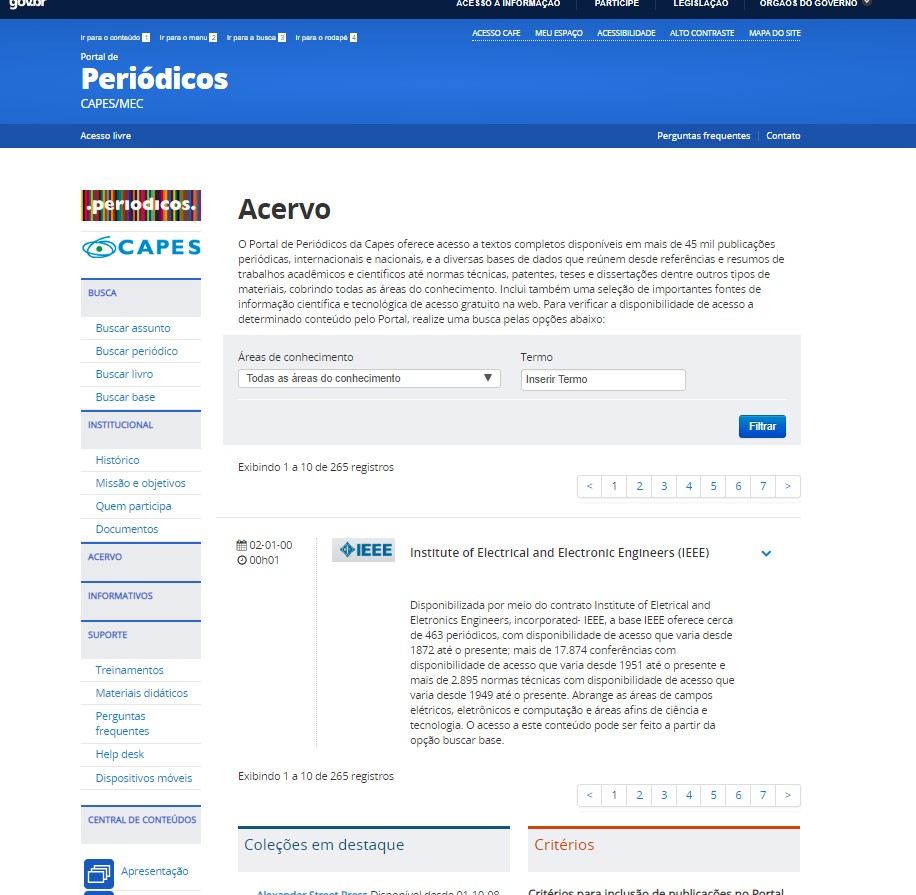 gov.br
ACESSO À INFORMAÇÃO PARTICIPE LEGISLAÇÃO ÓRGÃOS DO GOVERNO
Ir para o conteúdo 1 Ir para o menu 2 Ir para a busca 3 Ir para o rodapé 4
ACESSO CAFE MEU ESPAÇO ACESSIBILIDADE ALTO CONTRASTE MAPA DO SITE
Portal de
Periódicos
CAPES/MEC
Acesso livre
Perguntas frequentes Contato
.periodicos.
CAPES
BUSCA
Buscar assunto
Buscar periódico
Buscar livro
Buscar base
INSTITUCIONAL
Histórico
Missão e objetivos
Quem participa
Documentos
ACERVO
INFORMATIVOS
SUPORTE
Treinamentos
Materiais didáticos
Perguntas
frequentes
Help desk
Dispositivos móveis
CENTRAL DE CONTEÚDOS
Apresentação
Acervo
O Portal de Periódicos da Capes oferece acesso a textos completos disponíveis em mais de 45 mil publicações
periódicas, internacionais e nacionais, e a diversas bases de dados que reúnem desde referências e resumos de
trabalhos acadêmicos e científicos até normas técnicas, patentes, teses e dissertações dentre outros tipos de
materiais, cobrindo todas as áreas do conhecimento. Inclui também uma seleção de importantes fontes de
informação científica e tecnológica de acesso gratuito na web. Para verificar a disponibilidade de acesso a
determinado conteúdo pelo Portal, realize uma busca pelas opções abaixo:
Áreas de conhecimento Termo
Todas as áreas do conhecimento Inserir Termo
Filtrar
Exibindo 1 a 10 de 265 registros
< 1 2 3 4 5 6 7 >
02-01-00
00h01
IEEE
Institute of Electrical and Electronic Engineers (IEEE)
Disponibilizada por meio do contrato Institute of Eletrical and
Eletronics Engineers, incorporated- IEEE, a base IEEE oferece cerca
de 463 periódicos, com disponibilidade de acesso que varia desde
1872 até o presente; mais de 17.874 conferências com
disponibilidade de acesso que varia desde 1951 até o presente e
mais de 2.895 normas técnicas com disponibilidade de acesso que
varia desde 1949 até o presente. Abrange as áreas de campos
elétricos, eletrônicos e computação e áreas afins de ciência e
tecnologia. O acesso a este conteúdo pode ser feito a partir da
opção buscar base.
Exibindo 1 a 10 de 265 registros
< 1 2 3 4 5 6 7 >
Coleções em destaque
Alexander Street Press Disponível desde 01-10-08
Critérios
Critérios para inclusão de publicações no Portal